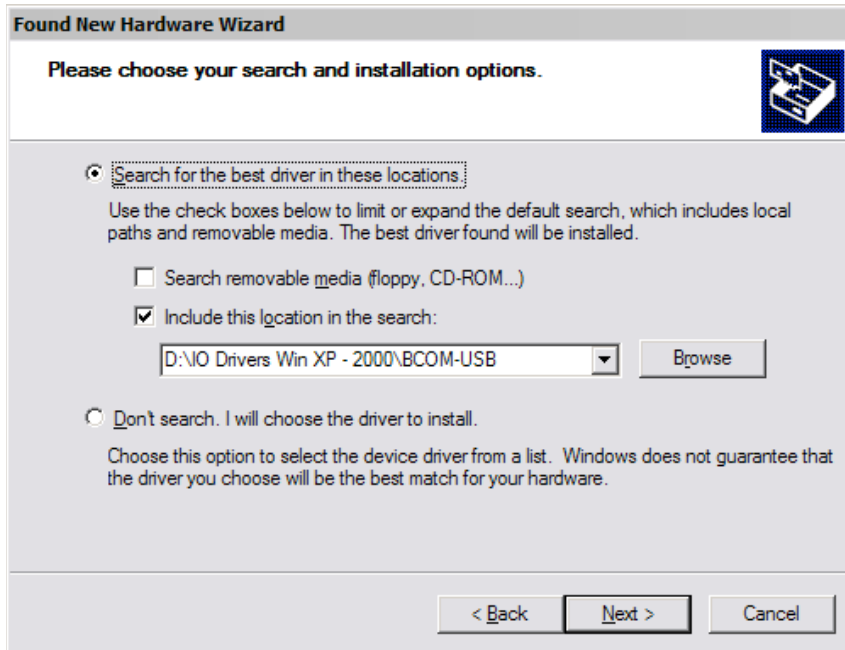 Found New Hardware Wizard
Please choose your search and installation options.
Search for the best driver in these locations.
Use the check boxes below to limit or expand the default search, which includes local
paths and removable media. The best driver found will be installed.
Search removable media (floppy, CD-ROM...)
Include this location in the search:
D:\IO Drivers Win XP - 2000\BCOM-USB
Browse
Don't search. I will choose the driver to install.
Choose this option to select the device driver from a list. Windows does not guarantee that
the driver you choose will be the best match for your hardware.
< Back
Next >
Cancel